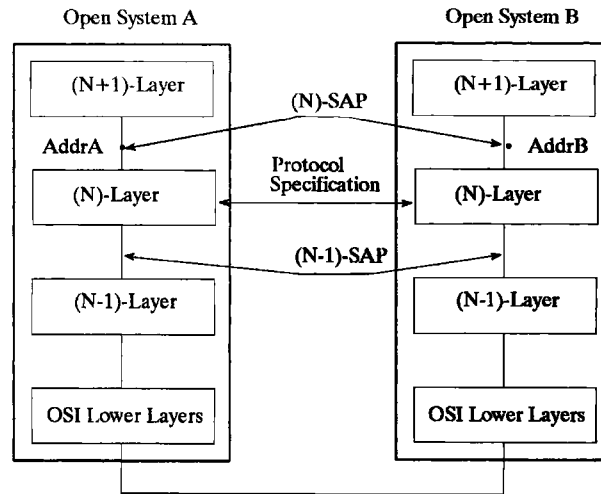 Open System A
Open System B
(N+1)-Layer
(N)-SAP
(N+1)-Layer
AddrA
AddrB
Protocol
Specification
(N)-Layer
(N)-Layer
(N-1)-SAP
(N-1)-Layer
(N-1)-Layer
OSI Lower Layers
OSI Lower Layers